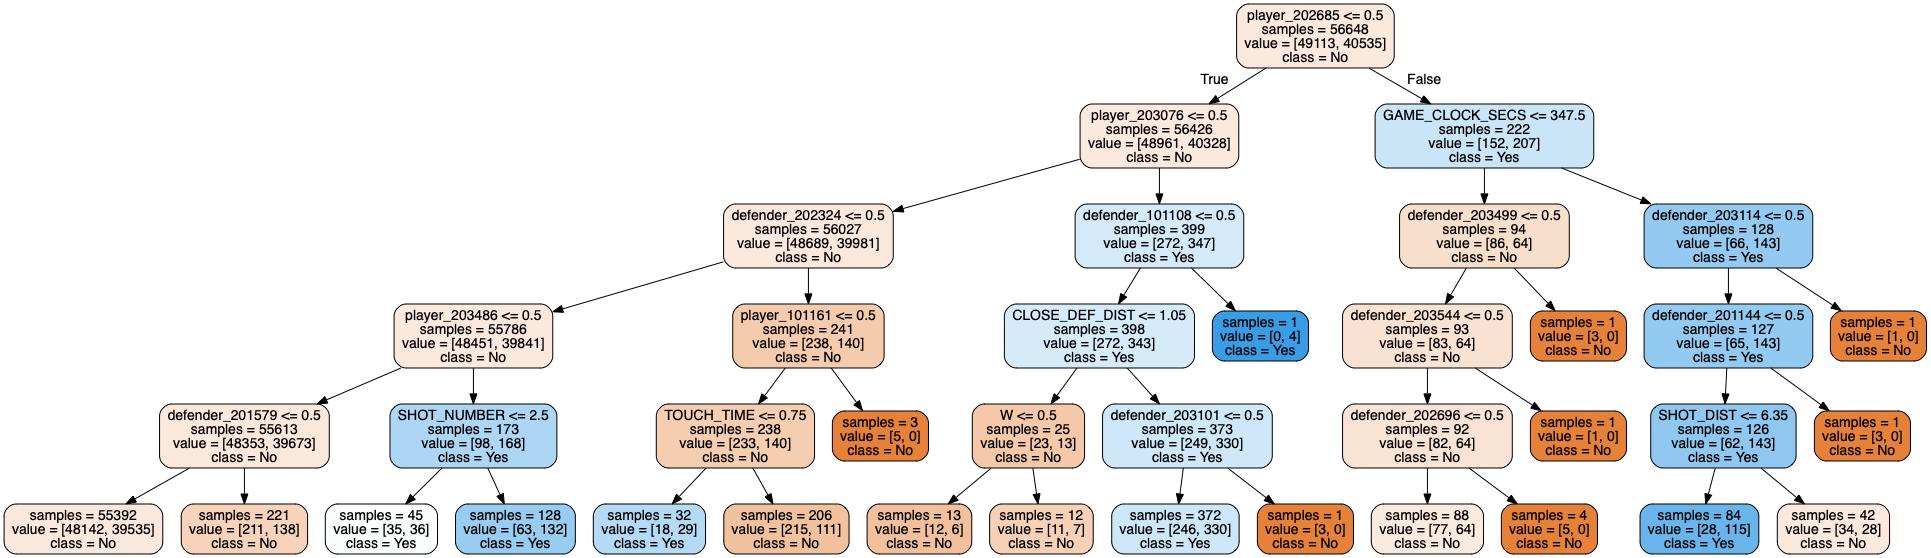 player_202685 <= 0.5
samples = 56648
value = [49113, 40535]
class = No
True
False
player_203076 <= 0.5
samples = 56426
value = [48961, 40328]
class = No
GAME_CLOCK_SECS <= 347.5
samples = 222
value = [152, 207]
class = Yes
defender_202324 <= 0.5
samples = 56027
value = [48689, 39981]
class = No
defender_101108 <= 0.5
samples = 399
value = [272, 347]
class = Yes
defender_203499 <= 0.5
samples = 94
value = [86, 64]
class = No
defender_203114 <= 0.5
samples = 128
value = [66, 143]
class = Yes
player_203486 <= 0.5
samples = 55786
value = [48451, 39841]
class = No
player_101161 <= 0.5
samples = 241
value = [238, 140]
class = No
CLOSE_DEF_DIST <= 1.05
samples = 398
value = [272, 343]
class = Yes
samples = 1
value = [0, 4]
class = Yes
defender_203544 <= 0.5
samples = 93
value = [83, 64]
class = No
samples = 1
value = [3, 0]
class = No
defender_201144 <= 0.5
samples = 127
value = [65, 143]
class = Yes
samples = 1
value = [1, 0]
class = No
defender_201579 <= 0.5
samples = 55613
value = [48353, 39673]
class = No
SHOT_NUMBER <= 2.5
samples = 173
value = [98, 168]
class = Yes
TOUCH_TIME <= 0.75
samples = 238
value = [233, 140]
class = No
samples = 3
value = [5, 0]
class = No
W <= 0.5
samples = 25
value = [23, 13]
class = No
defender_203101 <= 0.5
samples = 373
value = [249, 330]
class = Yes
defender_202696 <= 0.5
samples = 92
value = [82, 64]
class = No
samples = 1
value = [1, 0]
class = No
SHOT_DIST <= 6.35
samples = 126
value = [62, 143]
class = Yes
samples = 1
value = [3, 0]
class = No
samples = 55392
value = [48142, 39535]
class = No
samples = 221
value = [211, 138]
class = No
samples = 45
value = [35, 36]
class = Yes
samples = 128
value = [63, 132]
class = Yes
samples = 32
value = [18, 29]
class = Yes
samples = 206
value = [215, 111]
class = No
samples = 13
value = [12, 6]
class = No
samples = 12
value = [11, 7]
class = No
samples = 372
value = [246, 330]
class = Yes
samples = 1
value = [3, 0]
class = No
samples = 88
value = [77, 64]
class = No
samples = 4
value = [5, 0]
class = No
samples = 84
value = [28, 115]
class = Yes
samples = 42
value = [34, 28]
class = No